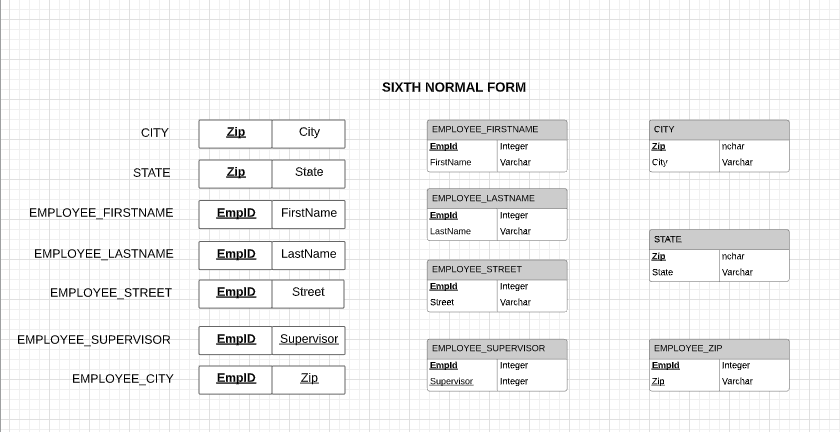 SIXTH NORMAL FORM
CITY Zip City
STATE Zip State
EMPLOYEE_FIRSTNAME EmpID FirstName
EMPLOYEE_LASTNAME EmpID LastName
EMPLOYEE_STREET EmpID Street
EMPLOYEE_SUPERVISOR EmpID Supervisor
EMPLOYEE_CITY EmpID Zip
EMPLOYEE_FIRSTNAME
EmpId Integer
FirstName Varchar
EMPLOYEE_LASTNAME
EmpId Integer
LastName Varchar
EMPLOYEE_STREET
EmpId Integer
Street Varchar
EMPLOYEE_SUPERVISOR
EmpId Integer
Supervisor Integer
CITY
Zip nchar
City Varchar
STATE
Zip nchar
State Varchar
EMPLOYEE_ZIP
EmpId Integer
Zip Varchar